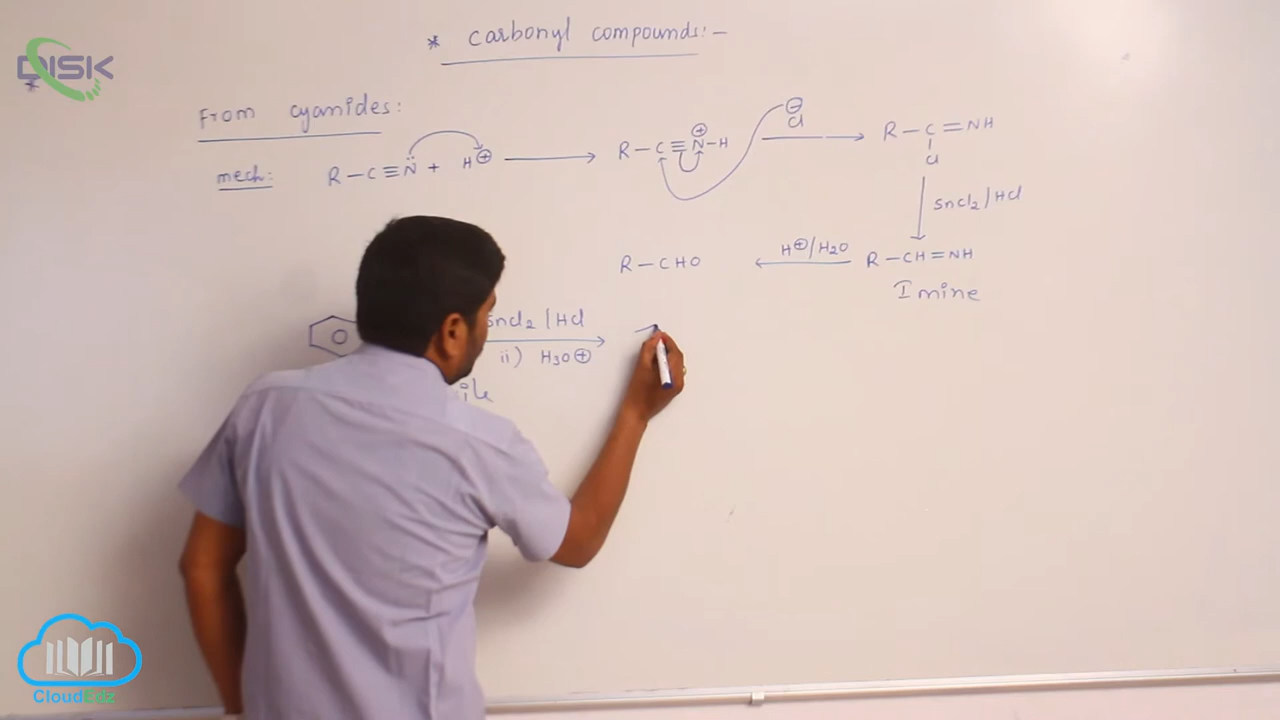 DISK
* carbonyl compounds:-
*
From cyanides:
mech: R-C≡N̈ + H⊕ → R-C≡N⊕-H ⊖Cl → R-C=NH
Cl
SnCl2/HCl
R-CHO ← H⊕/H2O R-CH=NH
Imine
SnCl2/HCl
ii) H3O⊕
CloudEdz